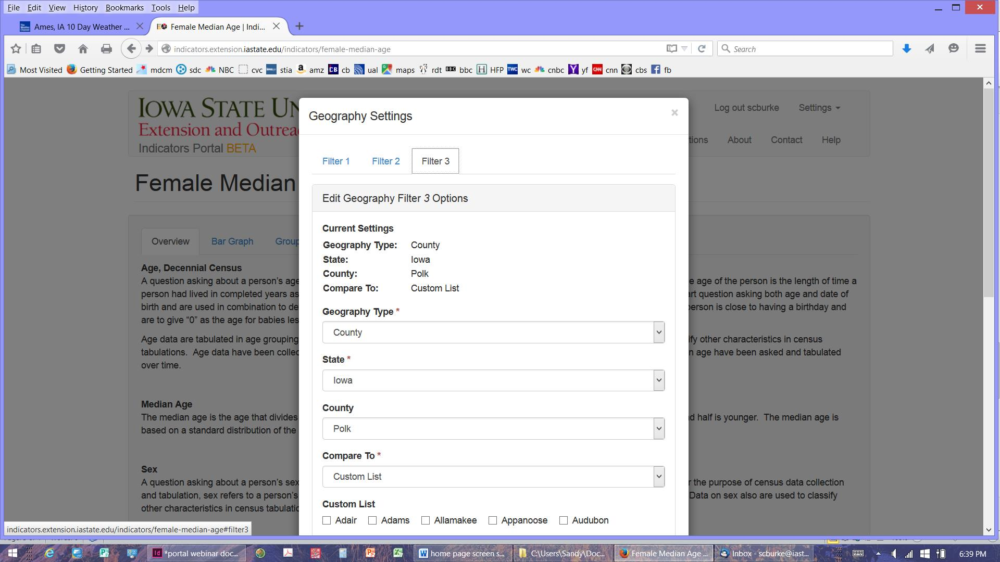 File Edit View History Bookmarks Tools Help
Ames, IA 10 Day Weather ... Female Median Age | Indi...
indicators.extension.iastate.edu/indicators/female-median-age Search
Most Visited Getting Started mdcm sdc NBC cvc stia amz cb ual maps rdt bbc HFP wc cnbc yf cnn cbs fb
IOWA STATE UN
Extension and Outrea
Indicators Portal BETA
Log out scburke Settings
tions About Contact Help
Geography Settings ×
Filter 1 Filter 2 Filter 3
Female Median
Edit Geography Filter 3 Options
Current Settings
Geography Type: County
State: Iowa
County: Polk
Compare To: Custom List
Geography Type *
County
State *
Iowa
County
Polk
Compare To *
Custom List
Custom List
Adair Adams Allamakee Appanoose Audubon
Overview Bar Graph Group
Age, Decennial Census
A question asking about a person's age e age of the person is the length of time a
person had lived in completed years as art question asking both age and date of
birth and are used in combination to de person is close to having a birthday and
are to give “0” as the age for babies les
Age data are tabulated in age grouping ify other characteristics in census
tabulations. Age data have been collec n age have been asked and tabulated
over time.
Median Age
The median age is the age that divides d half is younger. The median age is
based on a standard distribution of the
Sex
A question asking about a person's sex r the purpose of census data collection
and tabulation, sex refers to a person's Data on sex also are used to classify
other characteristics in census tabulatio
indicators.extension.iastate.edu/indicators/female-median-age#filter3
*portal webinar doc... home page screen s... C:\Users\Sandy\Doc... Female Median Age ... Inbox - scburke@iast... 6:39 PM